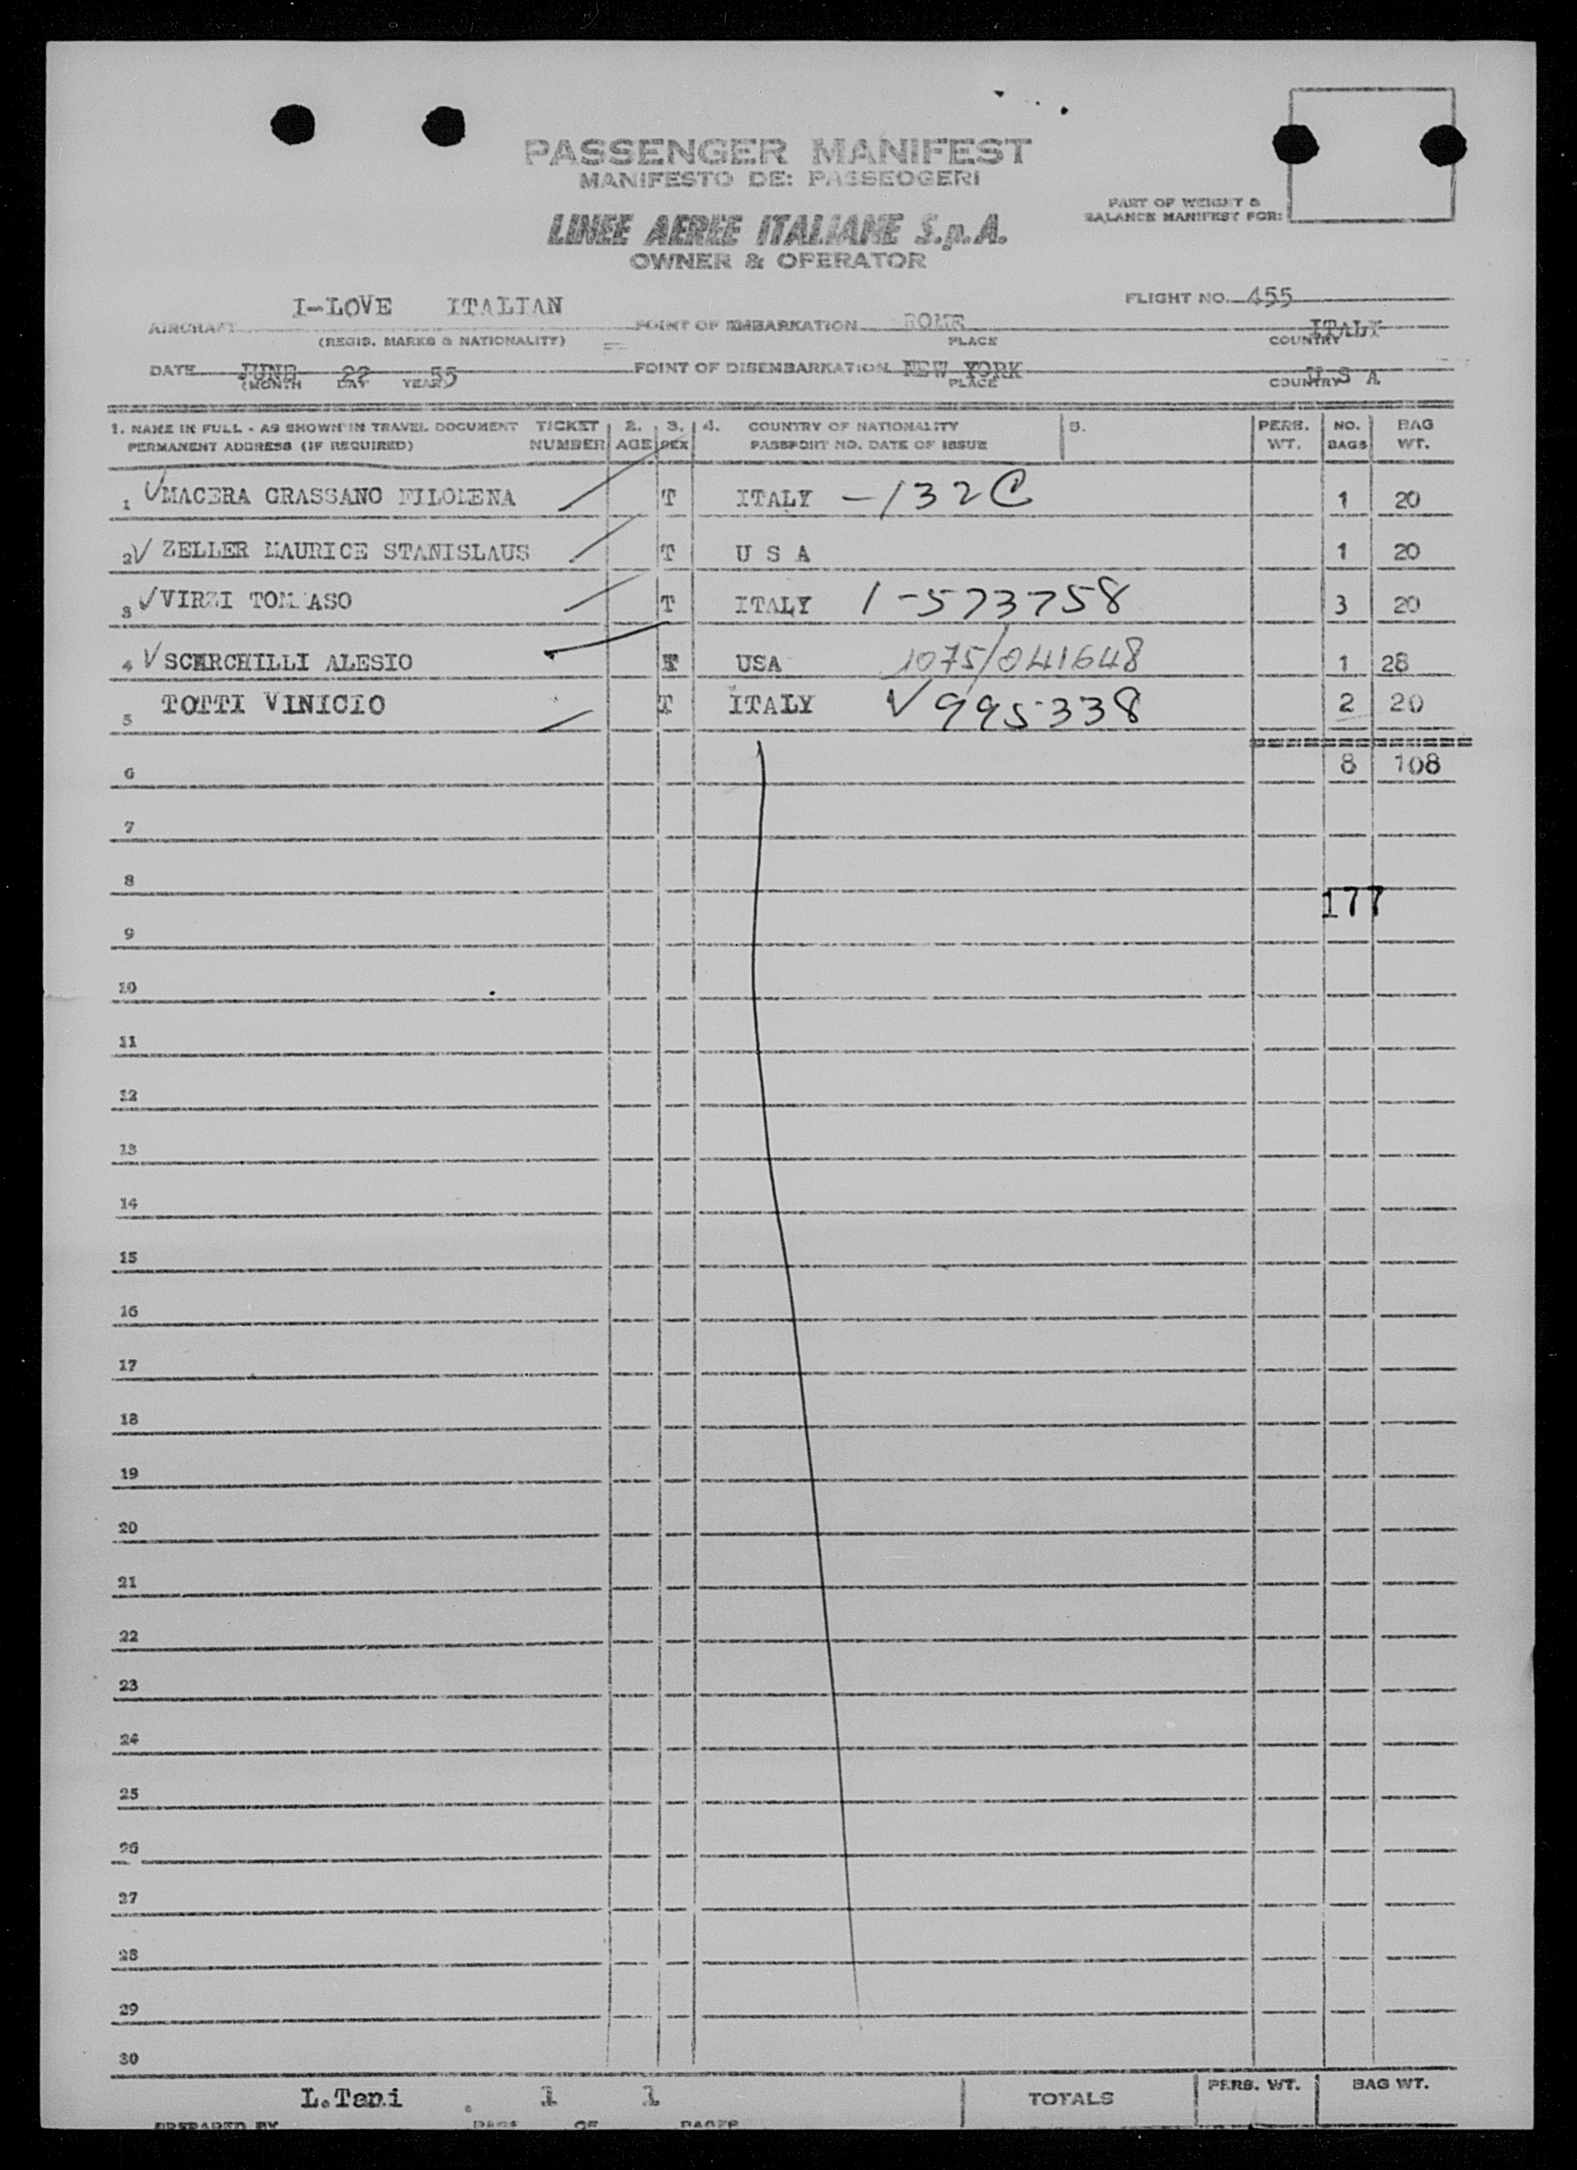 PASSENGER MANIFEST
MANIFESTO DE: PASSEOGERI
LINEE AEREE ITALIANE S.p.A.
OWNER & OPERATOR
PART OF WEIGHT &
BALANCE MANIFEST FOR:
FLIGHT NO. 455
AIRCRAFT I-LOVE ITALIAN POINT OF EMBARKATION ROME ITALY
(REGIS. MARKS & NATIONALITY) PLACE COUNTRY
DATE JUNE 22 55 POINT OF DISEMBARKATION NEW YORK U S A
(MONTH DAY YEAR) PLACE COUNTRY
1. NAME IN FULL - AS SHOWN IN TRAVEL DOCUMENT TICKET 2. 3. 4. COUNTRY OF NATIONALITY 5. PERS. NO. BAG
PERMANENT ADDRESS (IF REQUIRED) NUMBER AGE SEX PASSPORT NO. DATE OF ISSUE WT. BAGS WT.
1 MACERA GRASSANO FILOMENA T ITALY -132C 1 20
2 ZELLER MAURICE STANISLAUS T U S A 1 20
3 VIRZI TOMMASO T ITALY 1-573758 3 20
4 SCERCHILLI ALESIO T USA 1075/041648 1 28
5 TOTTI VINICIO T ITALY V 995338 2 20
6 8 108
7
8
177
9
10
11
12
13
14
15
16
17
18
19
20
21
22
23
24
25
26
27
28
29
30
L.Tani 1 1 TOTALS PERS. WT. BAG WT.
PREPARED BY PAGE OF PAGES